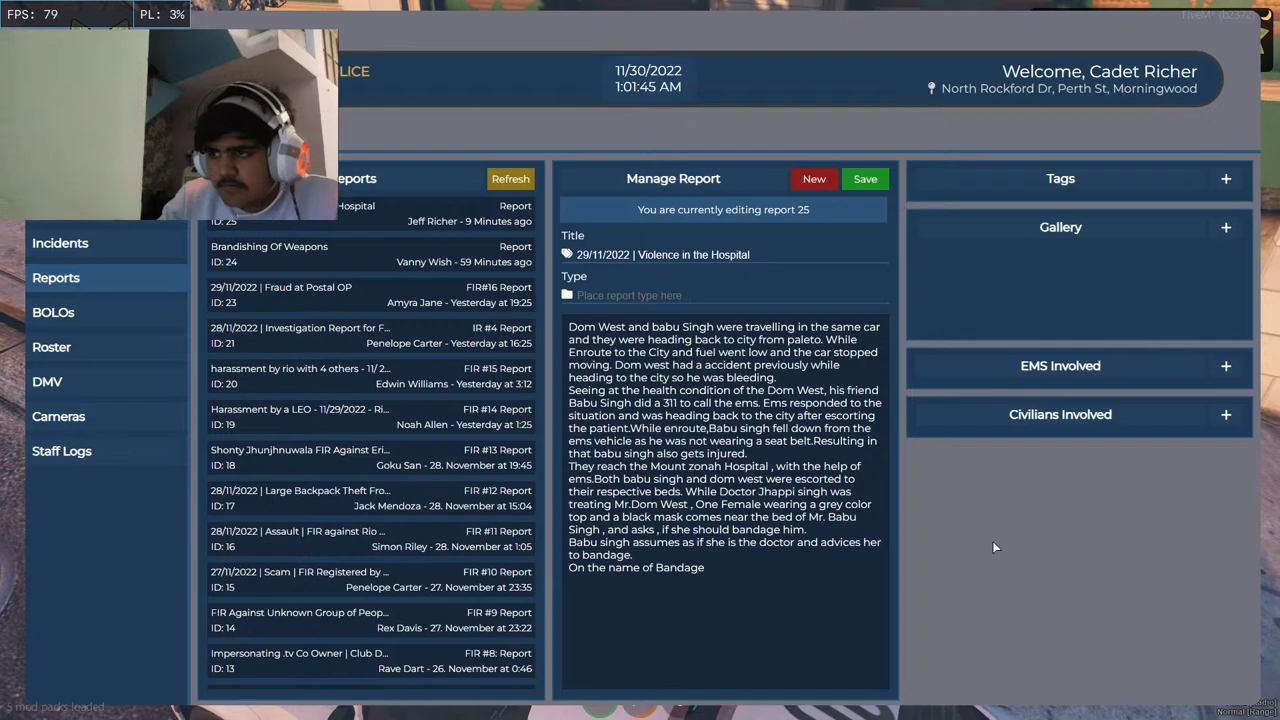 FPS: 79
PL: 3%
FiveM® (b2372)
LICE
11/30/2022
1:01:45 AM
Welcome, Cadet Richer
North Rockford Dr, Perth St, Morningwood
Incidents
Reports
BOLOs
Roster
DMV
Cameras
Staff Logs
eports
Refresh
Hospital
Report
ID: 25
Jeff Richer - 9 Minutes ago
Brandishing Of Weapons
Report
ID: 24
Vanny Wish - 59 Minutes ago
29/11/2022 | Fraud at Postal OP
FIR#16 Report
ID: 23
Amyra Jane - Yesterday at 19:25
28/11/2022 | Investigation Report for F...
IR #4 Report
ID: 21
Penelope Carter - Yesterday at 16:25
harassment by rio with 4 others - 11/ 2...
FIR #15 Report
ID: 20
Edwin Williams - Yesterday at 3:12
Harassment by a LEO - 11/29/2022 - Ri...
FIR #14 Report
ID: 19
Noah Allen - Yesterday at 1:25
Shonty Jhunjhnuwala FIR Against Eri...
FIR #13 Report
ID: 18
Goku San - 28. November at 19:45
28/11/2022 | Large Backpack Theft Fro...
FIR #12 Report
ID: 17
Jack Mendoza - 28. November at 15:04
28/11/2022 | Assault | FIR against Rio ...
FIR #11 Report
ID: 16
Simon Riley - 28. November at 1:05
27/11/2022 | Scam | FIR Registered by ...
FIR #10 Report
ID: 15
Penelope Carter - 27. November at 23:35
FIR Against Unknown Group of Peop...
FIR #9 Report
ID: 14
Rex Davis - 27. November at 23:22
Impersonating .tv Co Owner | Club D...
FIR #8: Report
ID: 13
Rave Dart - 26. November at 0:46
Manage Report
New
Save
You are currently editing report 25
Title
29/11/2022 | Violence in the Hospital
Type
Place report type here...
Dom West and babu Singh were travelling in the same car
and they were heading back to city from paleto. While
Enroute to the City and fuel went low and the car stopped
moving. Dom west had a accident previously while
heading to the city so he was bleeding.
Seeing at the health condition of the Dom West, his friend
Babu Singh did a 311 to call the ems. Ems responded to the
situation and was heading back to the city after escorting
the patient.While enroute,Babu singh fell down from the
ems vehicle as he was not wearing a seat belt.Resulting in
that babu singh also gets injured.
They reach the Mount zonah Hospital , with the help of
ems.Both babu singh and dom west were escorted to
their respective beds. While Doctor Jhappi singh was
treating Mr.Dom West , One Female wearing a grey color
top and a black mask comes near the bed of Mr. Babu
Singh , and asks , if she should bandage him.
Babu singh assumes as if she is the doctor and advices her
to bandage.
On the name of Bandage
Tags
+
Gallery
+
EMS Involved
+
Civilians Involved
+
5 mod packs loaded
Radio
Normal [Range]